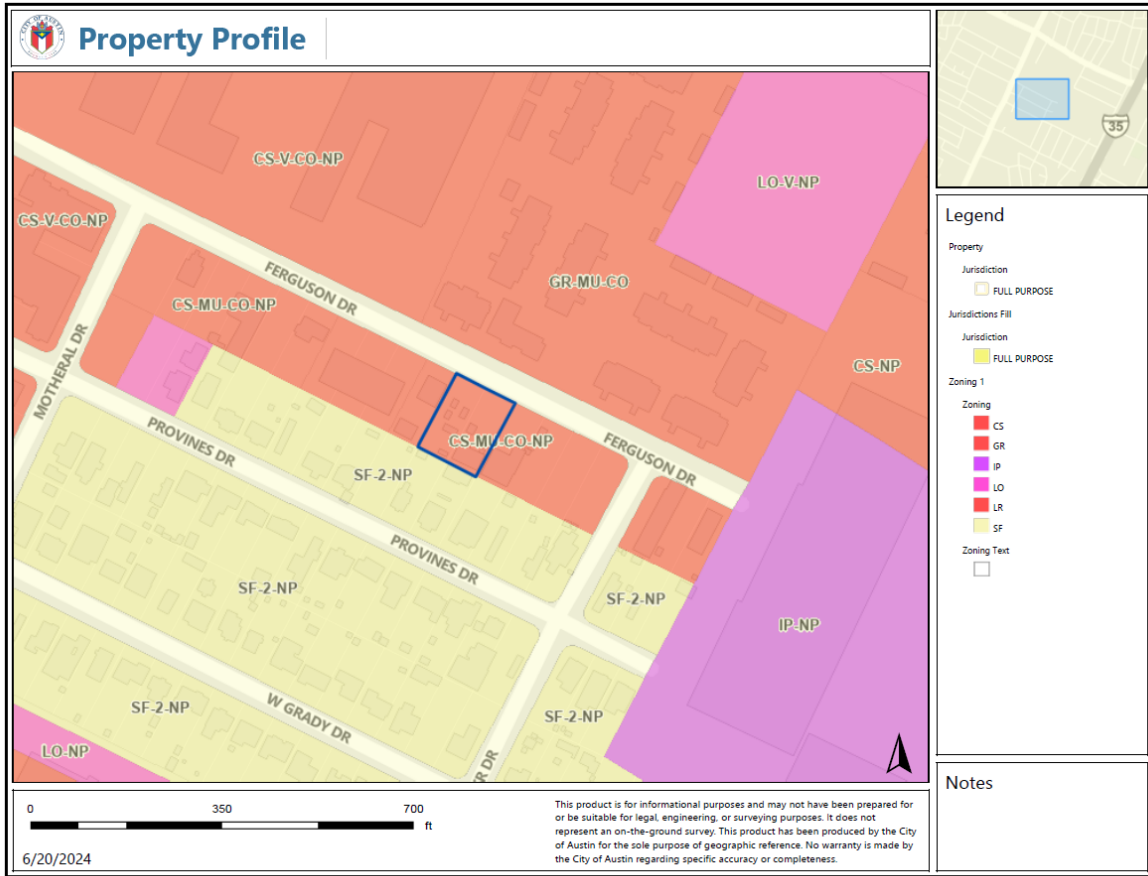 CITY OF AUSTIN
Property Profile
CS-V-CO-NP
LO-V-NP
CS-V-CO-NP
FERGUSON DR
GR-MU-CO
CS-MU-CO-NP
MOTHERAL DR
CS-NP
PROVINES DR
CS-MU-CO-NP
FERGUSON DR
SF-2-NP
PROVINES DR
SF-2-NP
SF-2-NP
IP-NP
W GRADY DR
SF-2-NP
SF-2-NP
LO-NP
R DR
35
Legend
Property
Jurisdiction
FULL PURPOSE
Jurisdictions Fill
Jurisdiction
FULL PURPOSE
Zoning 1
Zoning
CS
GR
IP
LO
LR
SF
Zoning Text
Notes
0 350 700
ft
6/20/2024
This product is for informational purposes and may not have been prepared for
or be suitable for legal, engineering, or surveying purposes. It does not
represent an on-the-ground survey. This product has been produced by the City
of Austin for the sole purpose of geographic reference. No warranty is made by
the City of Austin regarding specific accuracy or completeness.